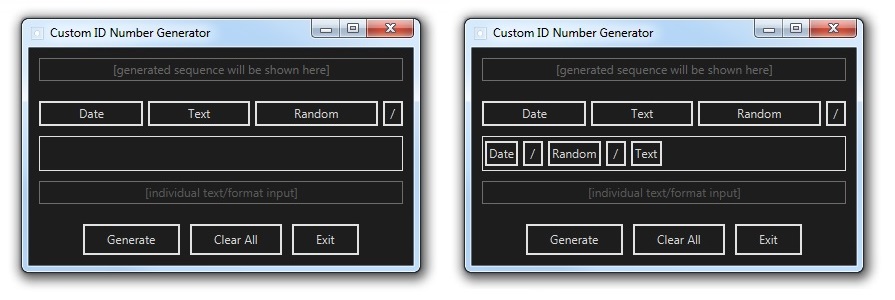 Custom ID Number Generator
[generated sequence will be shown here]
Date Text Random /
[individual text/format input]
Generate Clear All Exit
Custom ID Number Generator
[generated sequence will be shown here]
Date Text Random /
Date / Random / Text
[individual text/format input]
Generate Clear All Exit